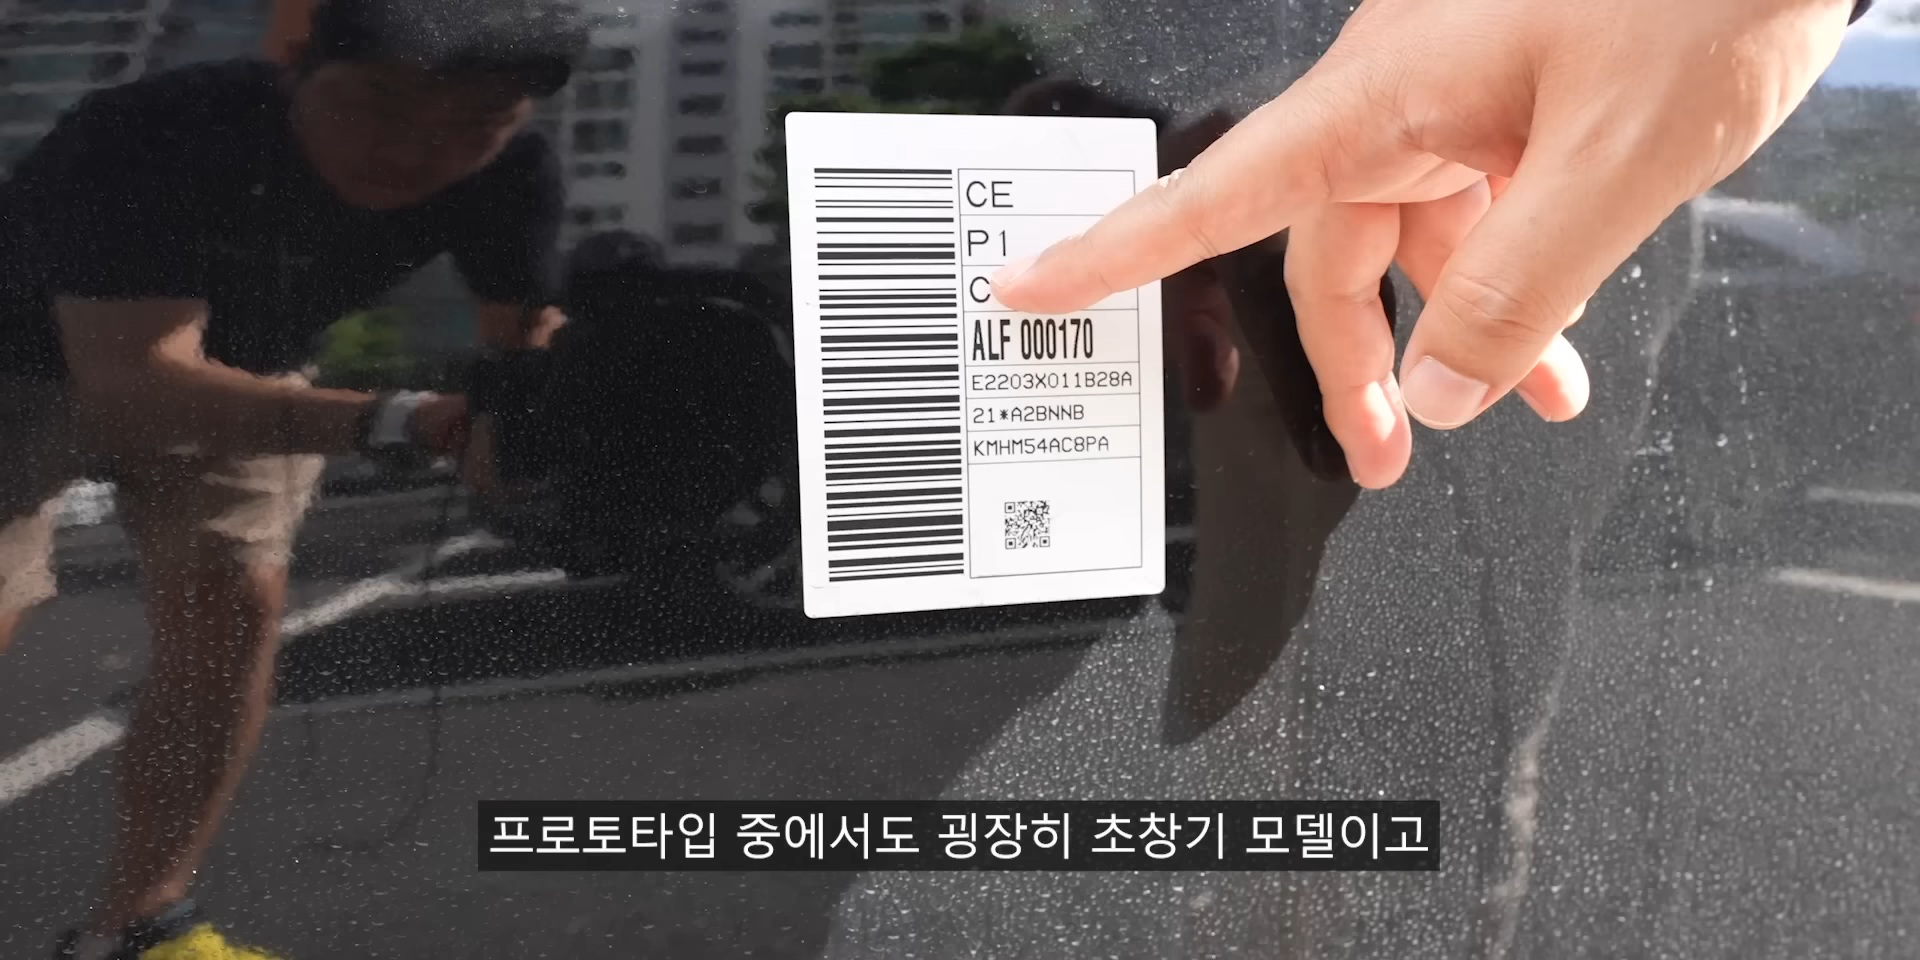 CE
P1
C
ALF 000170
E2203X011B28A
21*A2BNNB
KMHM54AC8PA
프로토타입 중에서도 굉장히 초창기 모델이고